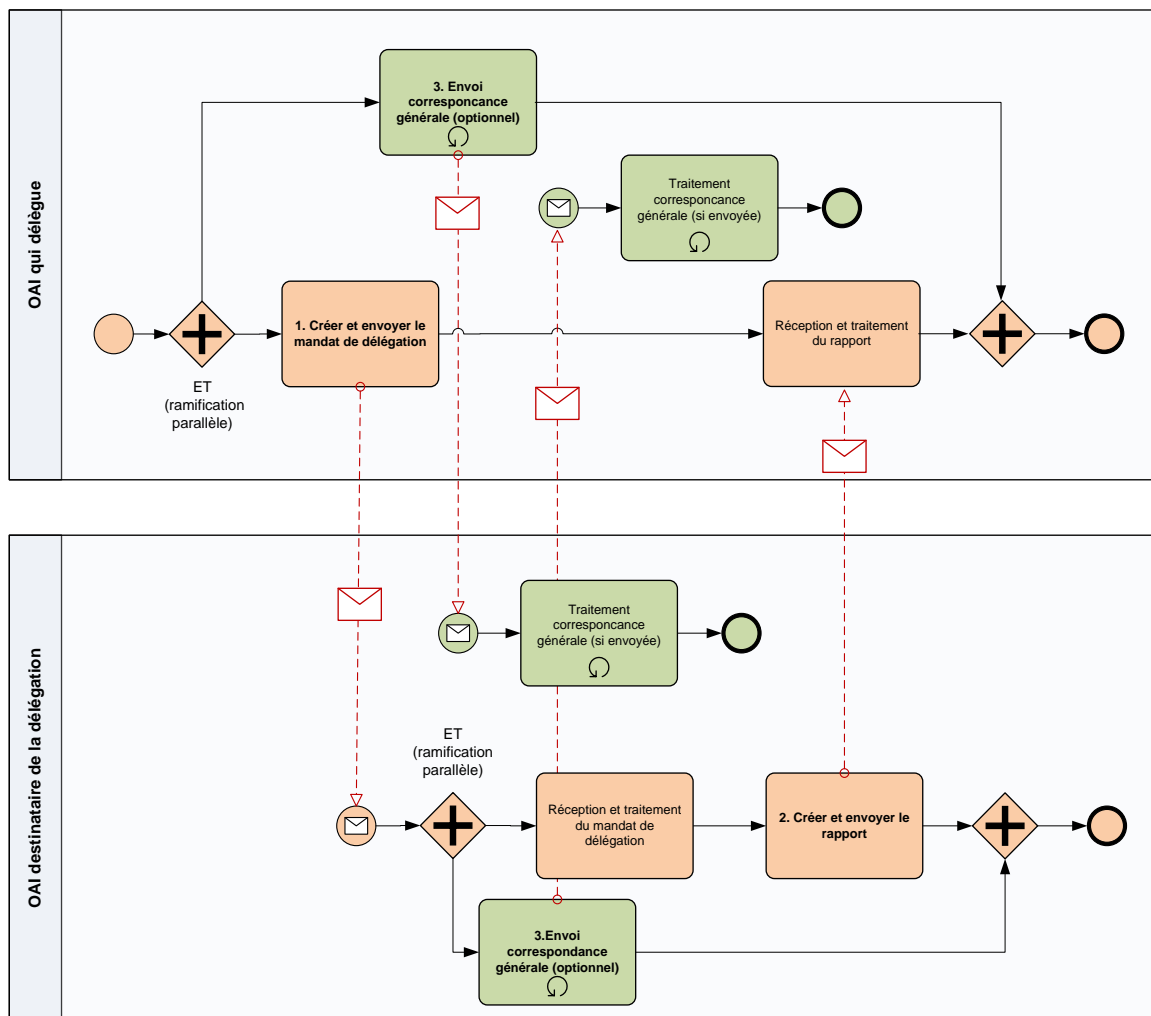 OAI qui délègue
3. Envoi
corresponcance
générale (optionnel)
Traitement
corresponcance
générale (si envoyée)
1. Créer et envoyer le
mandat de délégation
Réception et traitement
du rapport
ET
(ramification
parallèle)
OAI destinataire de la délégation
Traitement
corresponcance
générale (si envoyée)
ET
(ramification
parallèle)
Réception et traitement
du mandat de
délégation
2. Créer et envoyer le
rapport
3.Envoi
correspondance
générale (optionnel)